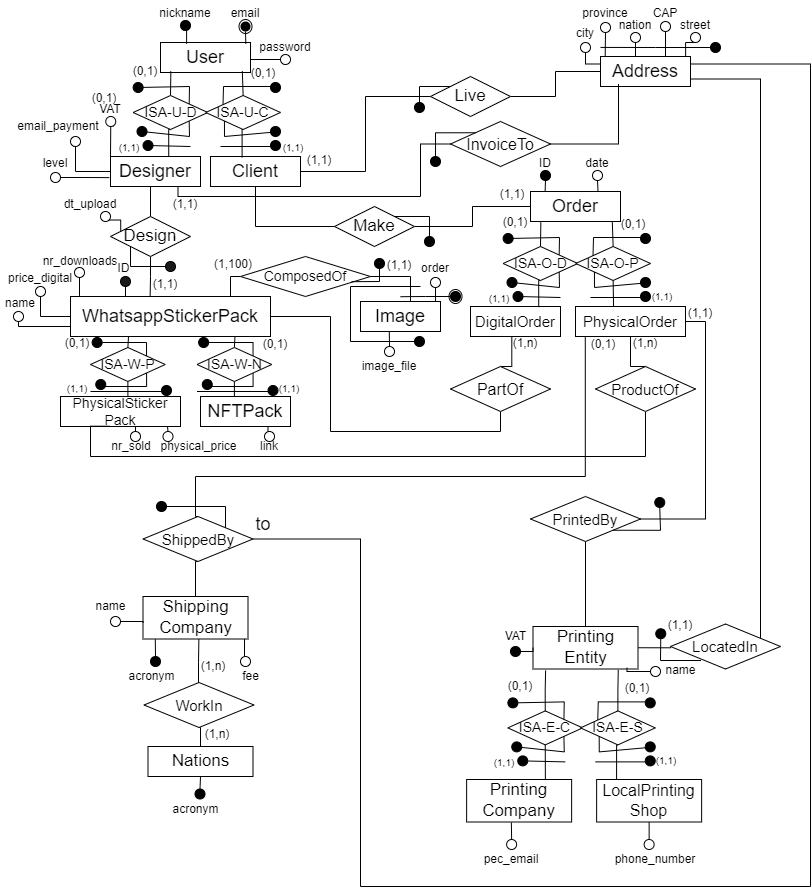 nickname
email
password
User
(0,1)
(0,1)
ISA-U-D
ISA-U-C
(0,1)
VAT
email_payment
level
(1,1)
(1,1)
Designer
Client
(1,1)
(1,1)
province
CAP
nation
street
city
Address
Live
InvoiceTo
ID
date
(1,1)
Order
Make
dt_upload
Design
(1,1)
nr_downloads
price_digital
name
ID
WhatsappStickerPack
(1,100)
ComposedOf
(1,1)
order
Image
image_file
(0,1)
(0,1)
ISA-O-D
ISA-O-P
(1,1)
(1,1)
DigitalOrder
PhysicalOrder
(1,1)
(1,n)
(0,1)
(1,n)
PartOf
ProductOf
(0,1)
(0,1)
ISA-W-P
ISA-W-N
(1,1)
(1,1)
PhysicalSticker
Pack
NFTPack
nr_sold
physical_price
link
ShippedBy
to
PrintedBy
name
Shipping
Company
acronym
fee
(1,n)
WorkIn
(1,n)
Nations
acronym
VAT
Printing
Entity
(1,1)
LocatedIn
name
(0,1)
(0,1)
ISA-E-C
ISA-E-S
(1,1)
(1,1)
Printing
Company
LocalPrinting
Shop
pec_email
phone_number